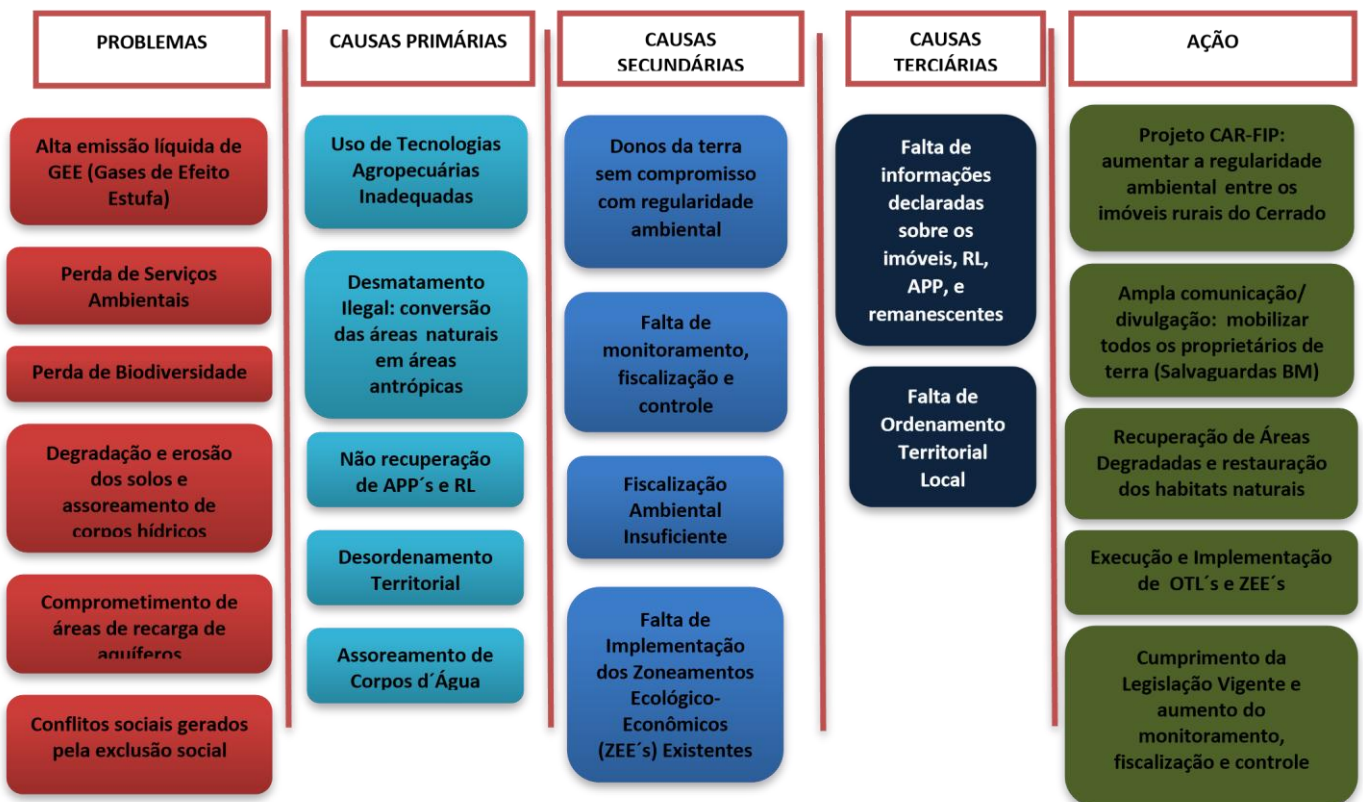 PROBLEMAS
Alta emissão líquida de
GEE (Gases de Efeito
Estufa)
Perda de Serviços
Ambientais
Perda de Biodiversidade
Degradação e erosão
dos solos e
assoreamento de
corpos hídricos
Comprometimento de
áreas de recarga de
aquíferos
Conflitos sociais gerados
pela exclusão social
CAUSAS PRIMÁRIAS
Uso de Tecnologias
Agropecuárias
Inadequadas
Desmatamento
Ilegal: conversão
das áreas naturais
em áreas
antrópicas
Não recuperação
de APP´s e RL
Desordenamento
Territorial
Assoreamento de
Corpos d´Água
CAUSAS
SECUNDÁRIAS
Donos da terra
sem compromisso
com regularidade
ambiental
Falta de
monitoramento,
fiscalização e
controle
Fiscalização
Ambiental
Insuficiente
Falta de
Implementação
dos Zoneamentos
Ecológico-
Econômicos
(ZEE´s) Existentes
CAUSAS
TERCIÁRIAS
Falta de
informações
declaradas
sobre os
imóveis, RL,
APP, e
remanescentes
Falta de
Ordenamento
Territorial
Local
AÇÃO
Projeto CAR-FIP:
aumentar a regularidade
ambiental entre os
imóveis rurais do Cerrado
Ampla comunicação/
divulgação: mobilizar
todos os proprietários de
terra (Salvaguardas BM)
Recuperação de Áreas
Degradadas e restauração
dos habitats naturais
Execução e Implementação
de OTL´s e ZEE´s
Cumprimento da
Legislação Vigente e
aumento do
monitoramento,
fiscalização e controle